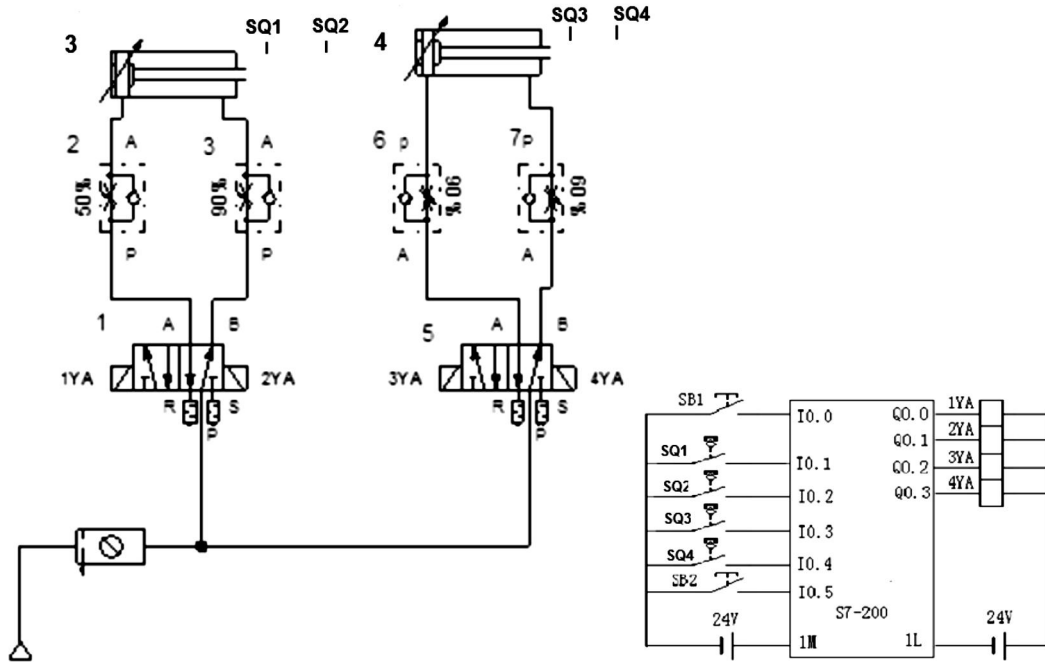 SQ1 SQ2
SQ3 SQ4
3
4
2 A 3 A
6 p 7p
50% 90%
90% 60%
P P
A A
1 A B
5 A B
1YA 2YA
3YA 4YA
R P S
R P S
SB1 I0.0 Q0.0 1YA
SQ1 I0.1 Q0.1 2YA
SQ2 I0.2 Q0.2 3YA
SQ3 I0.3 Q0.3 4YA
SQ4 I0.4
SB2 I0.5
S7-200
24V 1M 1L 24V